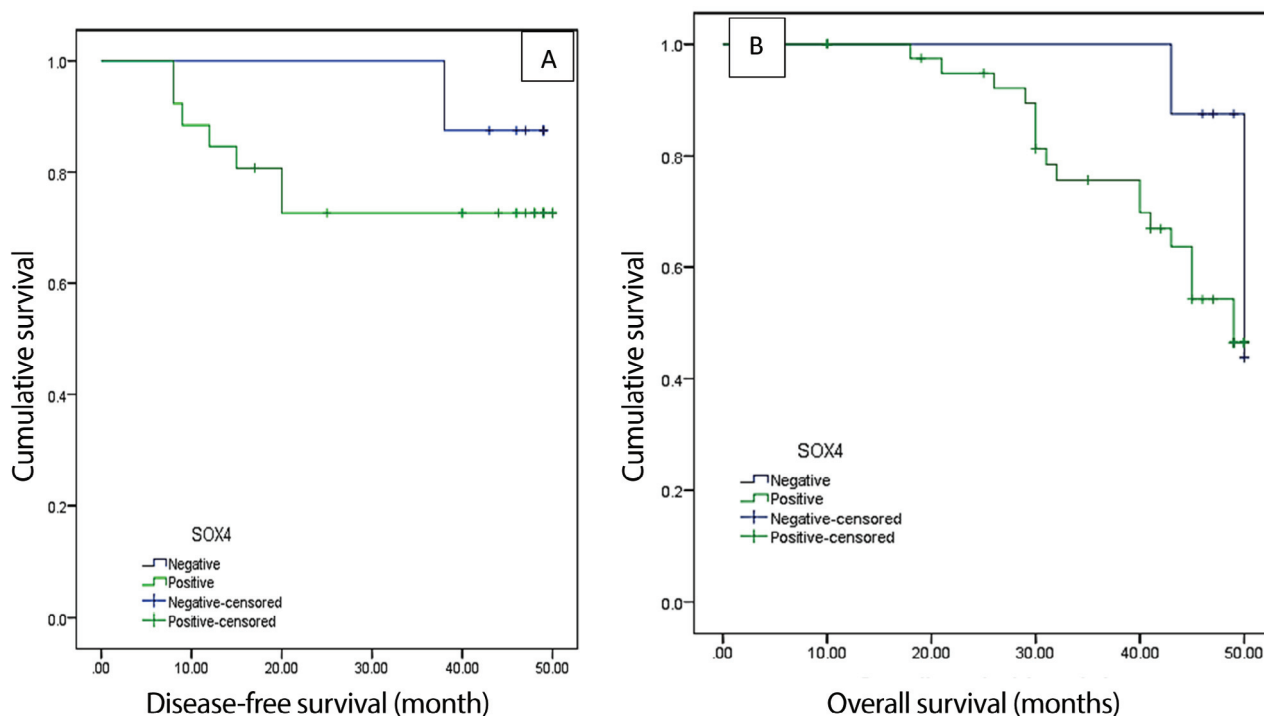 A
1.0
0.8
0.6
0.4
0.2
0.0
Cumulative survival
SOX4
Negative
Positive
Negative-censored
Positive-censored
.00 10.00 20.00 30.00 40.00 50.00
Disease-free survival (month)
B
1.0
0.8
0.6
0.4
0.2
0.0
Cumulative survival
SOX4
Negative
Positive
Negative-censored
Positive-censored
.00 10.00 20.00 30.00 40.00 50.00
Overall survival (months)